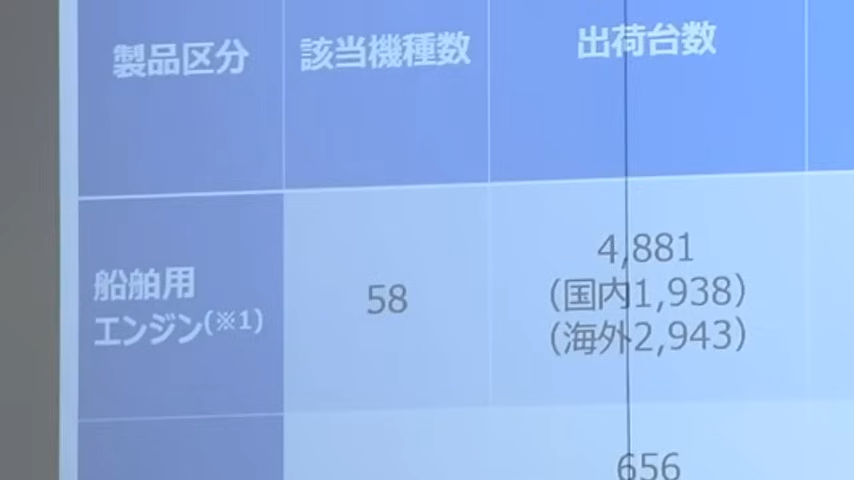 製品区分
該当機種数
出荷台数
船舶用
エンジン(※1)
58
4,881
(国内1,938)
(海外2,943)
656